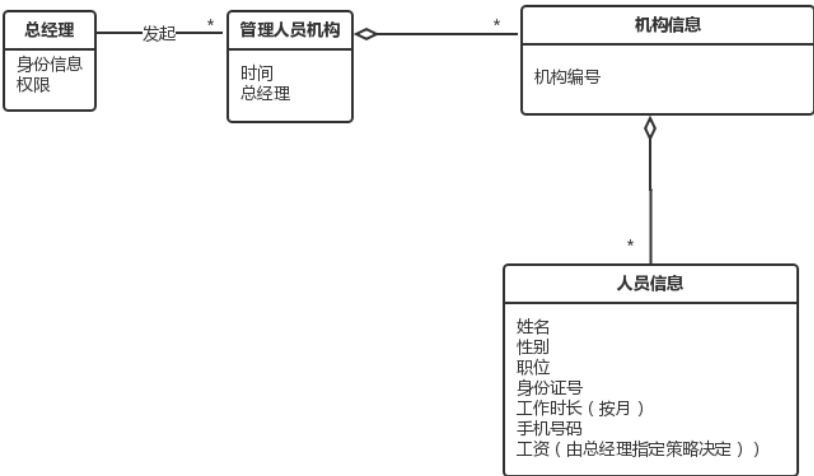 总经理
身份信息
权限
发起
*
管理人员机构
时间
总经理
*
机构信息
机构编号
*
人员信息
姓名
性别
职位
身份证号
工作时长（按月）
手机号码
工资（由总经理指定策略决定））